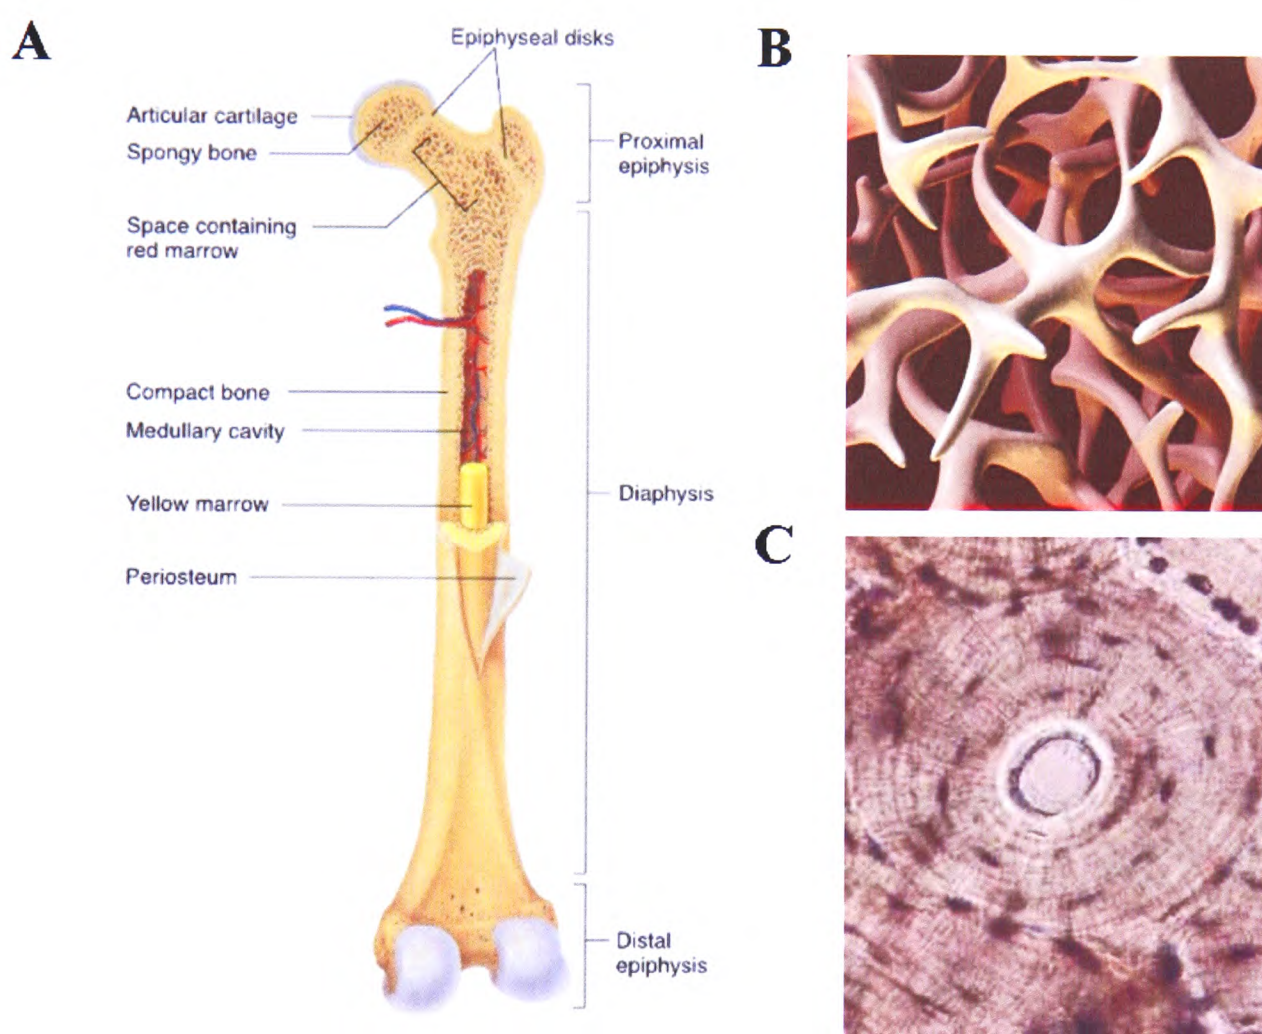 A
Epiphyseal disks
Articular cartilage
Spongy bone
Proximal
epiphysis
Space containing
red marrow
Compact bone
Medullary cavity
Yellow marrow
Diaphysis
Periosteum
Distal
epiphysis
B
C